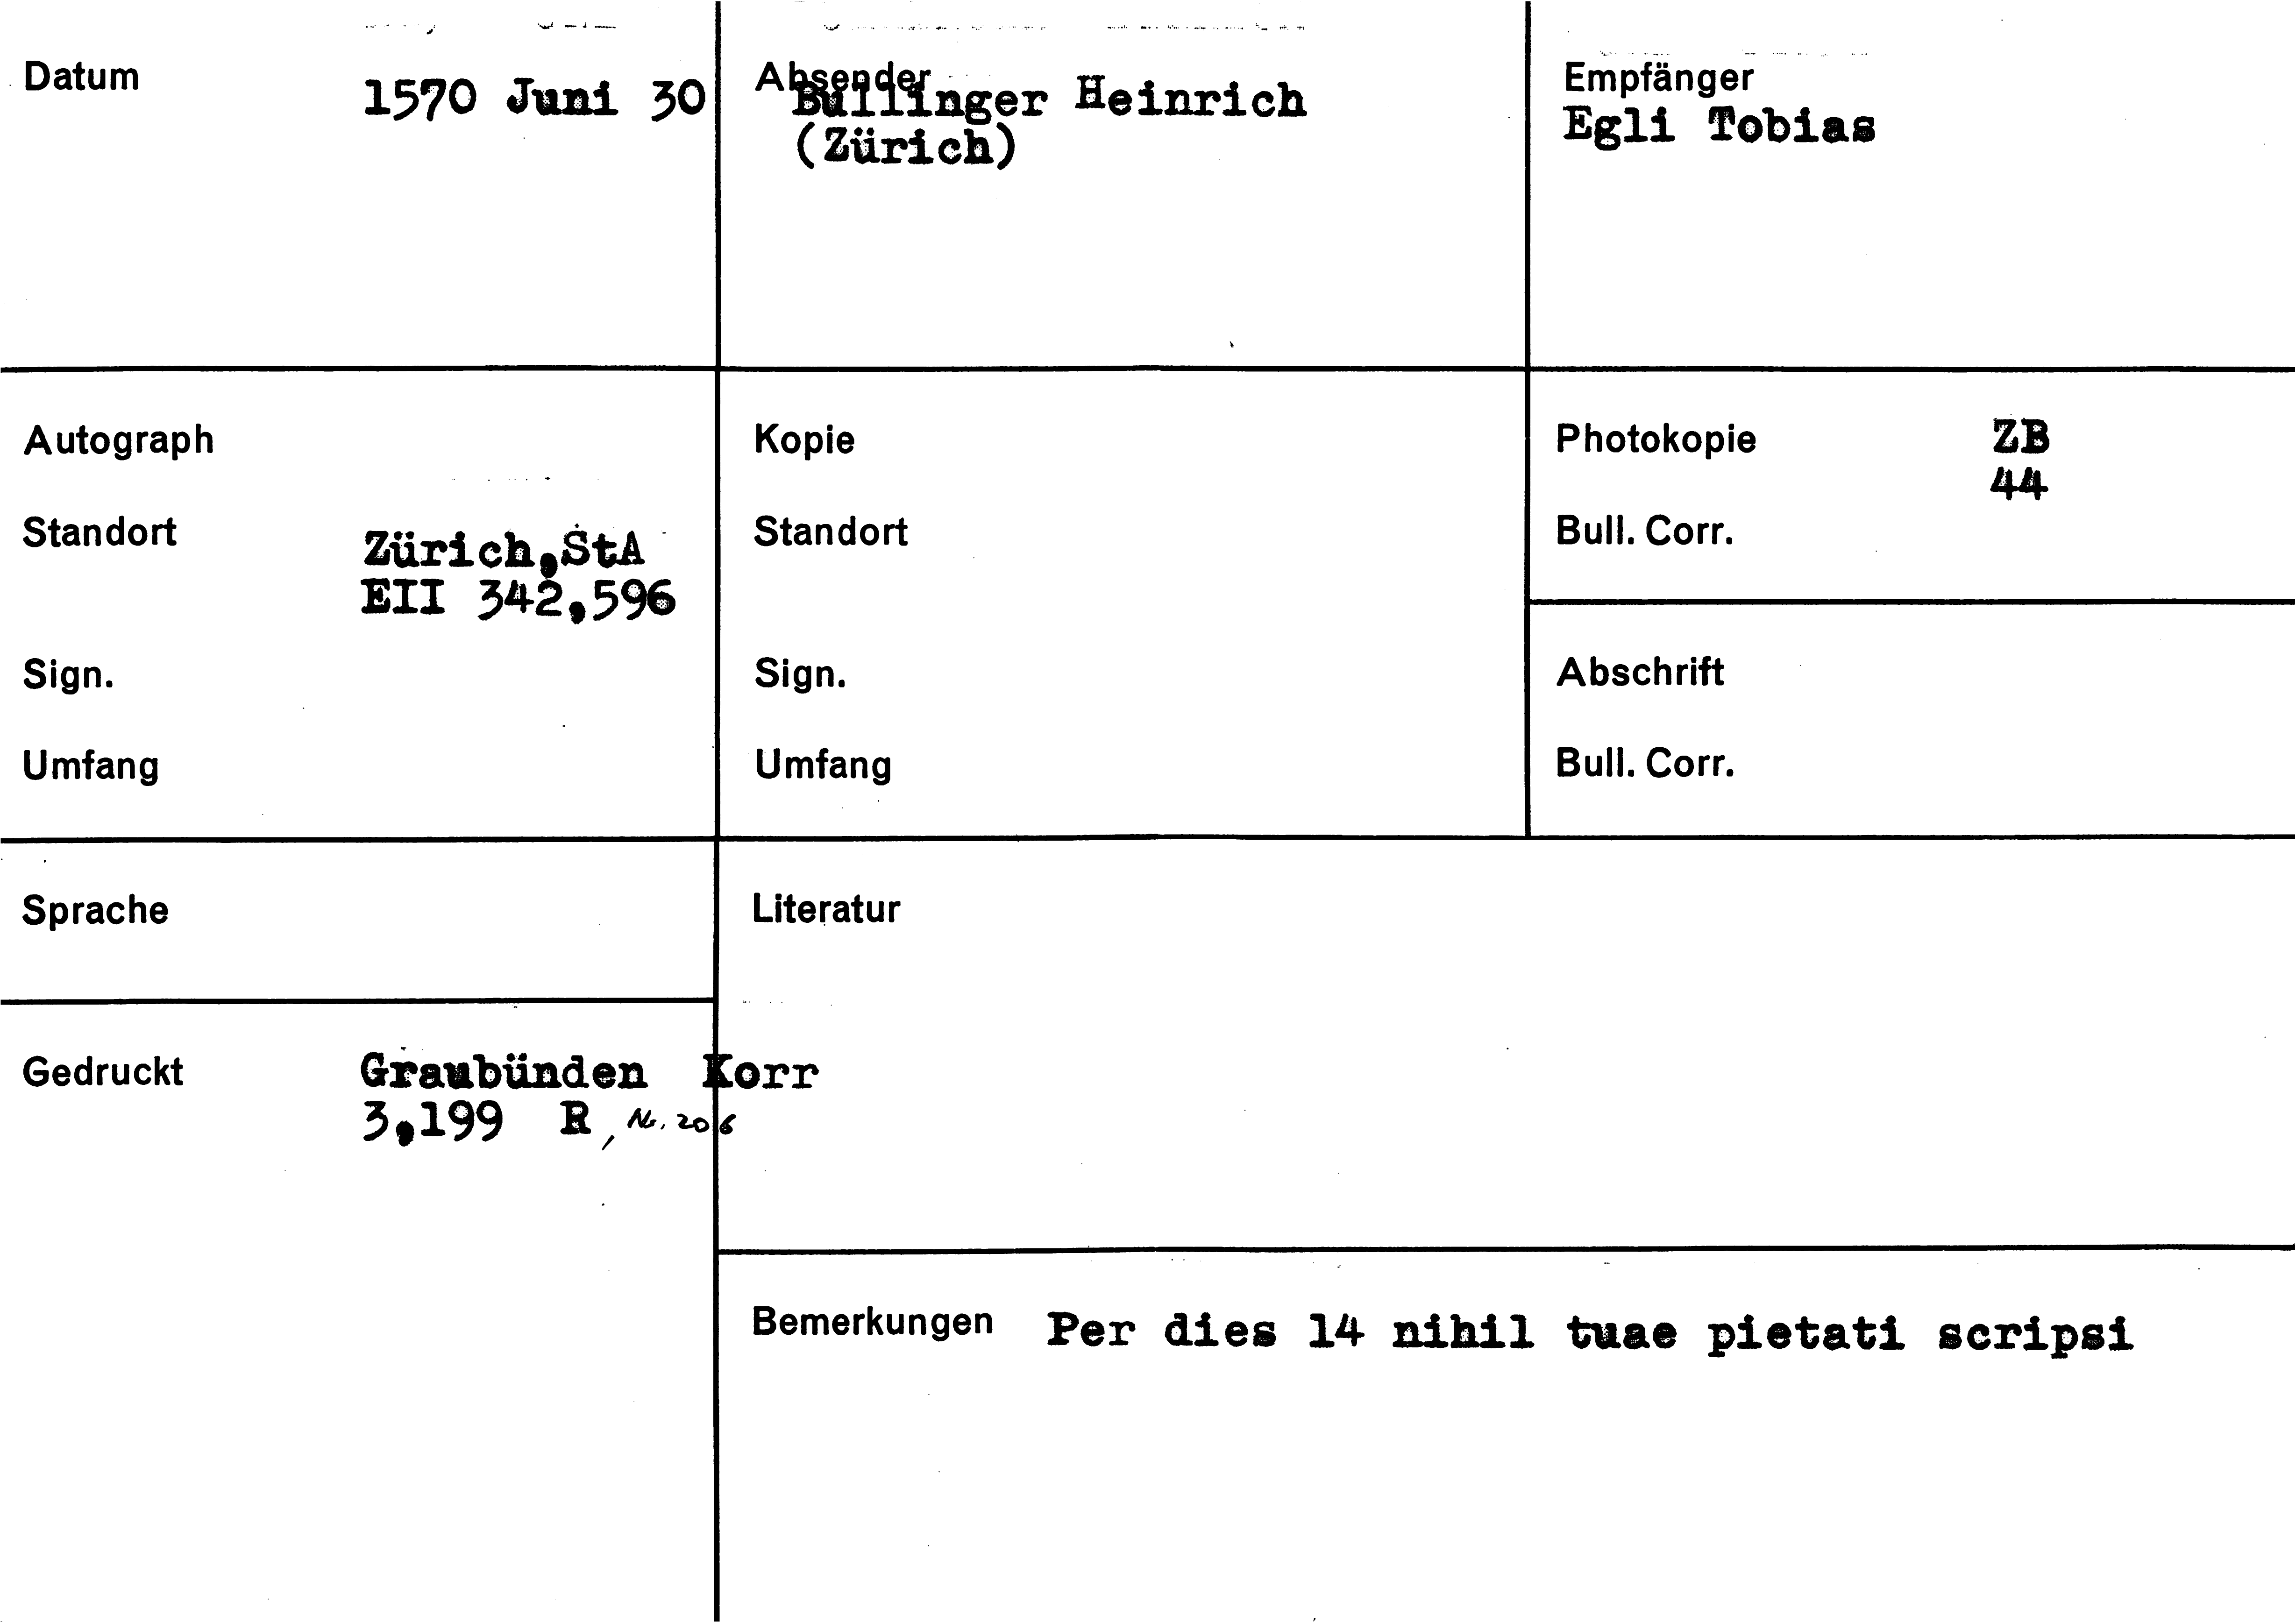 Datum
1570 Juni 30
Absender
Bullinger Heinrich
(Zürich)
Empfänger
Egli Tobias
Autograph
Standort
Zürich,StA
EII 342,596
Sign.
Umfang
Kopie
Standort
Sign.
Umfang
Photokopie ZB
44
Bull. Corr.
Abschrift
Bull. Corr.
Sprache
Literatur
Gedruckt
Graubünden Korr
3,199 R, Nr. 206
Bemerkungen Per dies 14 nihil tuae pietati scripsi